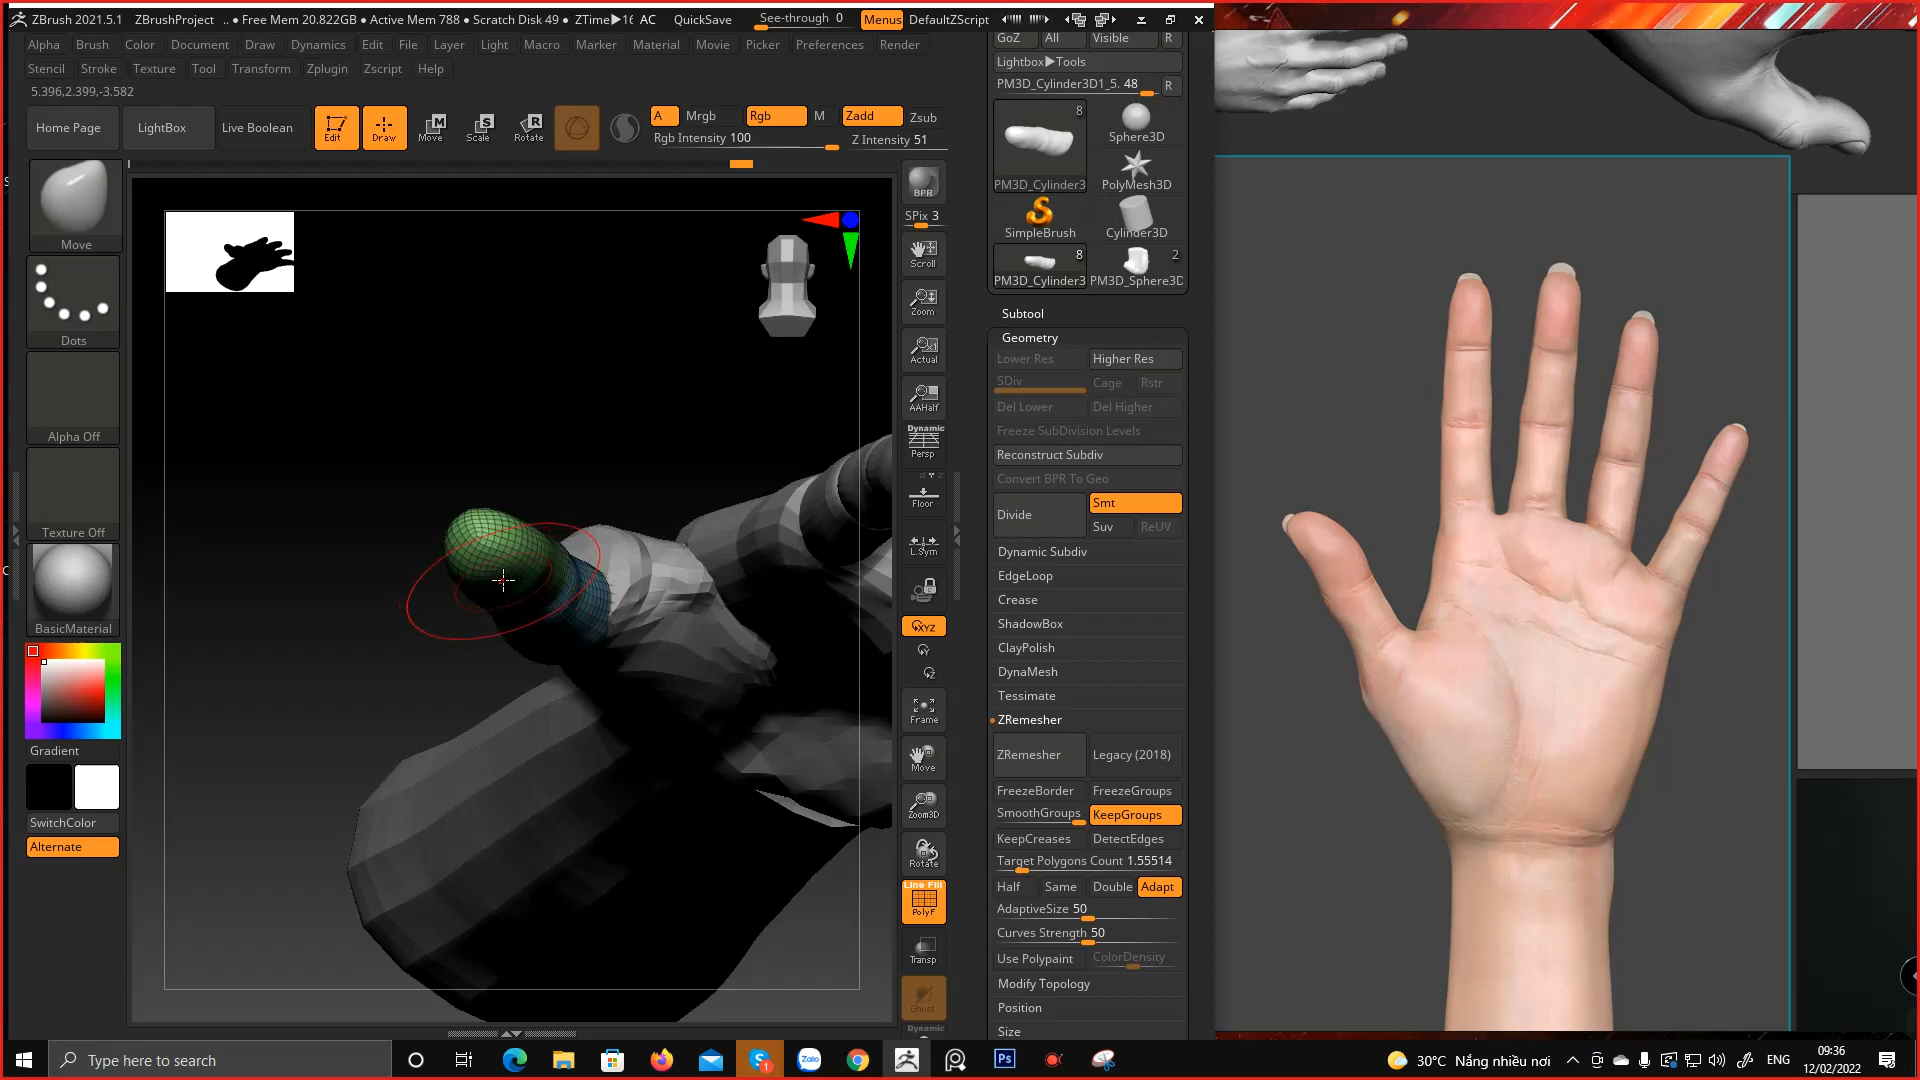 ZBrush 2021.5.1 ZBrushProject .. • Free Mem 20.822GB • Active Mem 788 • Scratch Disk 49 • ZTime▶16 AC QuickSave See-through 0 Menus DefaultZScript
Alpha Brush Color Document Draw Dynamics Edit File Layer Light Macro Marker Material Movie Picker Preferences Render
Stencil Stroke Texture Tool Transform Zplugin Zscript Help
5.396,2.399,-3.582
Home Page LightBox Live Boolean Edit Draw Move Scale Rotate A Mrgb Rgb M Zadd Zsub
Rgb Intensity 100 Z Intensity 51
Move
Dots
Alpha Off
Texture Off
BasicMaterial
Gradient
SwitchColor
Alternate
BPR
SPix 3
Scroll
Zoom
Actual
AAHalf
Dynamic
Persp
Floor
L.Sym
XYZ
Frame
Move
Zoom3D
Rotate
Line Fill
PolyF
Transp
Ghost
Dynamic
GoZ All Visible R
Lightbox▶Tools
PM3D_Cylinder3D1_5. 48 R
8
Sphere3D
PM3D_Cylinder3 PolyMesh3D
SimpleBrush Cylinder3D
8 2
PM3D_Cylinder3 PM3D_Sphere3D
Subtool
Geometry
Lower Res Higher Res
SDiv Cage Rstr
Del Lower Del Higher
Freeze SubDivision Levels
Reconstruct Subdiv
Convert BPR To Geo
Divide Smt
Suv ReUV
Dynamic Subdiv
EdgeLoop
Crease
ShadowBox
ClayPolish
DynaMesh
Tessimate
ZRemesher
ZRemesher Legacy (2018)
FreezeBorder FreezeGroups
SmoothGroups KeepGroups
KeepCreases DetectEdges
Target Polygons Count 1.55514
Half Same Double Adapt
AdaptiveSize 50
Curves Strength 50
Use Polypaint ColorDensity
Modify Topology
Position
Size
Type here to search
1
Zalo
Ps
30°C Nắng nhiều nơi
ENG
09:36
12/02/2022